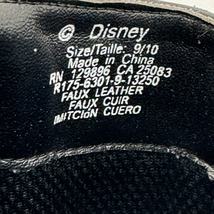 © Disney
Size/Taille: 9/10
Made in China
RN 129896 CA 25083
R175-6301-9-13250
FAUX LEATHER
FAUX CUIR
IMITCIÓN CUERO